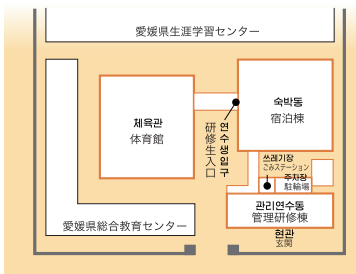 愛媛県生涯学習センター
체육관
体育館
숙박동
宿泊棟
연수생입구
研修生入口
쓰레기장
ごみステーション
주차장
駐輪場
관리연수동
管理研修棟
현관
玄関
愛媛県総合教育センター